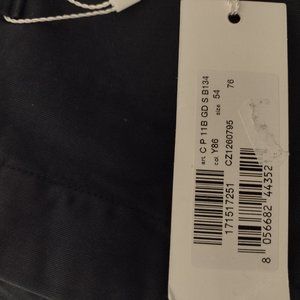 art. C P 11B GD S B134
col. Y86 size: 54 76
CZ1260795
171517251
8 056682 44352